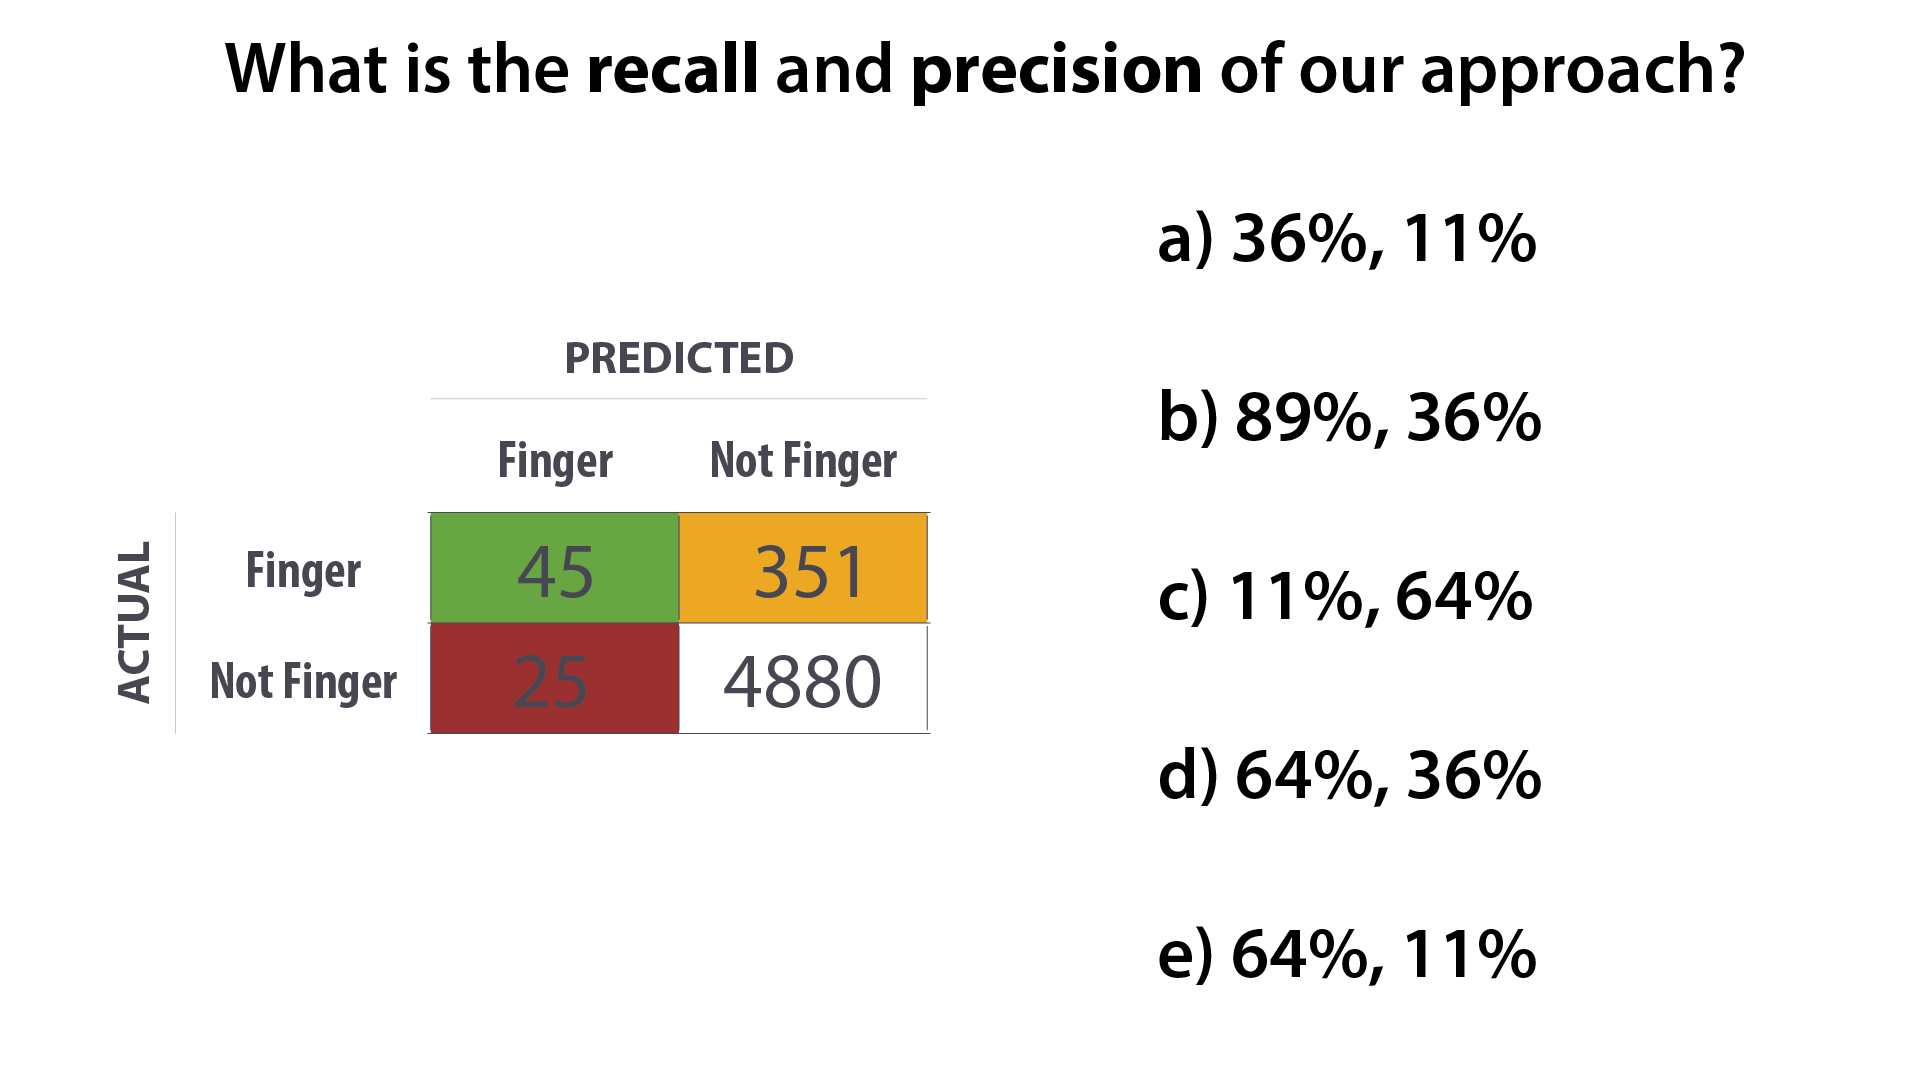 What is the recall and precision of our approach?
PREDICTED
Finger Not Finger
ACTUAL
Finger 45 351
Not Finger 25 4880
a) 36%, 11%
b) 89%, 36%
c) 11%, 64%
d) 64%, 36%
e) 64%, 11%